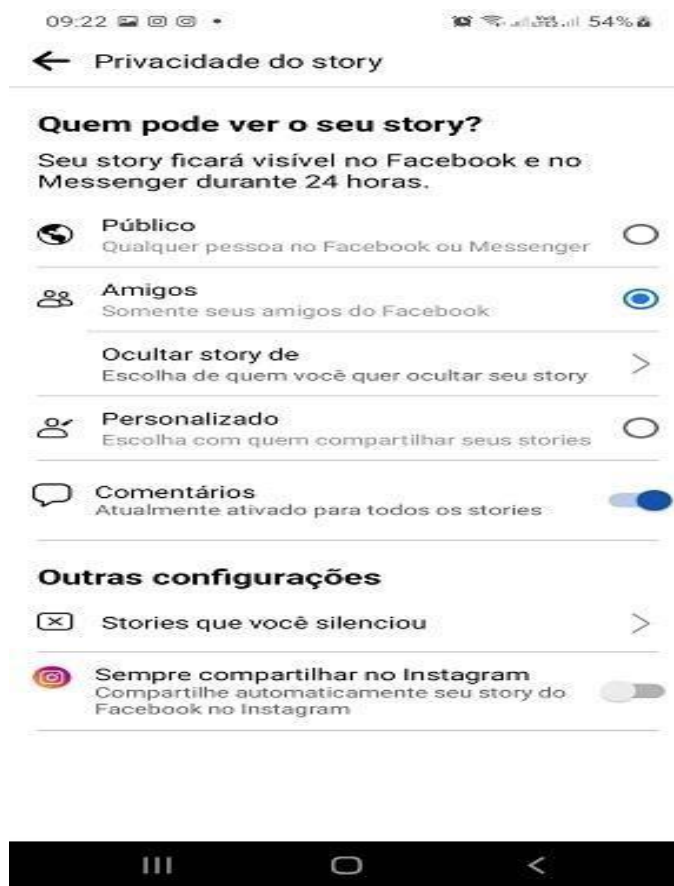 09:22 54%
Privacidade do story
Quem pode ver o seu story?
Seu story ficará visível no Facebook e no
Messenger durante 24 horas.
Público
Qualquer pessoa no Facebook ou Messenger
Amigos
Somente seus amigos do Facebook
Ocultar story de
Escolha de quem você quer ocultar seu story
Personalizado
Escolha com quem compartilhar seus stories
Comentários
Atualmente ativado para todos os stories
Outras configurações
Stories que você silenciou
Sempre compartilhar no Instagram
Compartilhe automaticamente seu story do
Facebook no Instagram